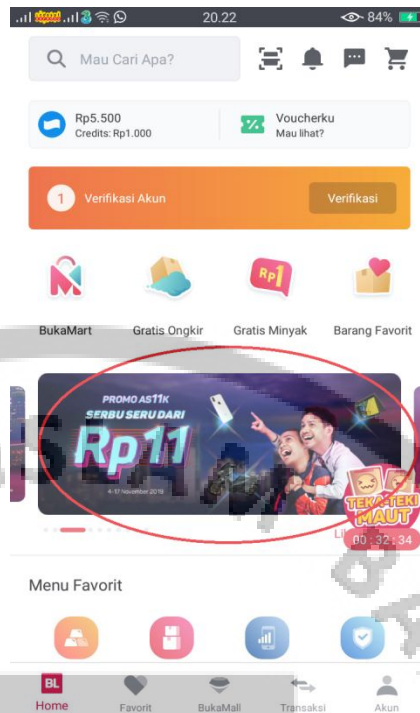 20.22
84%
Mau Cari Apa?
Rp5.500
Credits: Rp1.000
Voucherku
Mau lihat?
1 Verifikasi Akun
Verifikasi
Rp1
BukaMart
Gratis Ongkir
Gratis Minyak
Barang Favorit
PROMO AS11K
SERBU SERU DARI
Rp11
4-17 November 2019
TEKA-TEKI
MAUT
00 : 32 : 34
Menu Favorit
BL
Home
Favorit
BukaMall
Transaksi
Akun